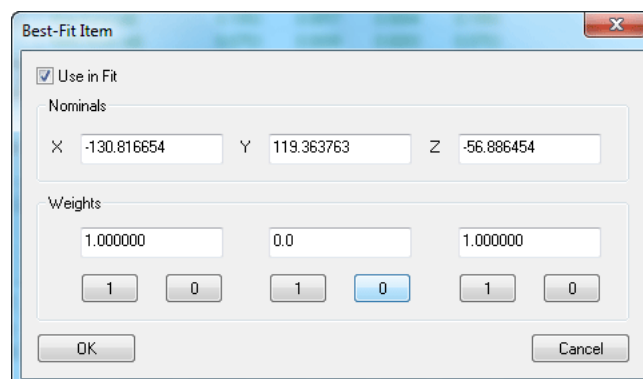 Best-Fit Item
Use in Fit
Nominals
X -130.816654 Y 119.363763 Z -56.886454
Weights
1.000000 0.0 1.000000
1 0 1 0 1 0
OK Cancel